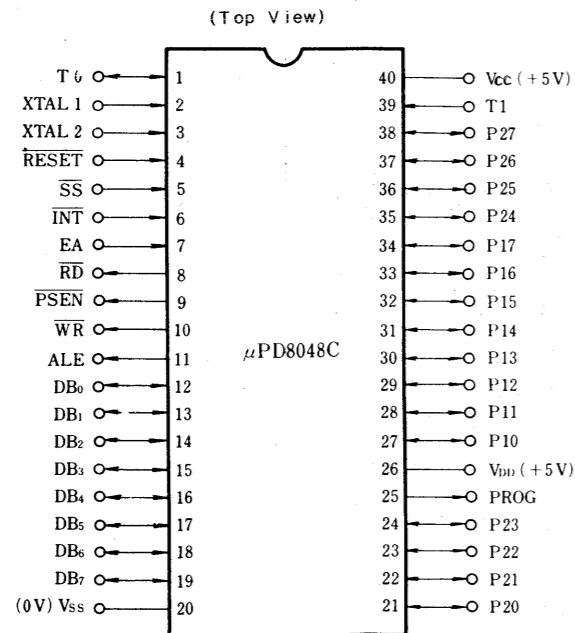 (Top View)
T0 1 40 Vcc (+5V)
XTAL 1 2 39 T1
XTAL 2 3 38 P27
RESET 4 37 P26
SS 5 36 P25
INT 6 35 P24
EA 7 34 P17
RD 8 33 P16
PSEN 9 32 P15
WR 10 31 P14
μPD8048C
ALE 11 30 P13
DB₀ 12 29 P12
DB₁ 13 28 P11
DB₂ 14 27 P10
DB₃ 15 26 VDD (+5V)
DB₄ 16 25 PROG
DB₅ 17 24 P23
DB₆ 18 23 P22
DB₇ 19 22 P21
(0V) Vss 20 21 P20